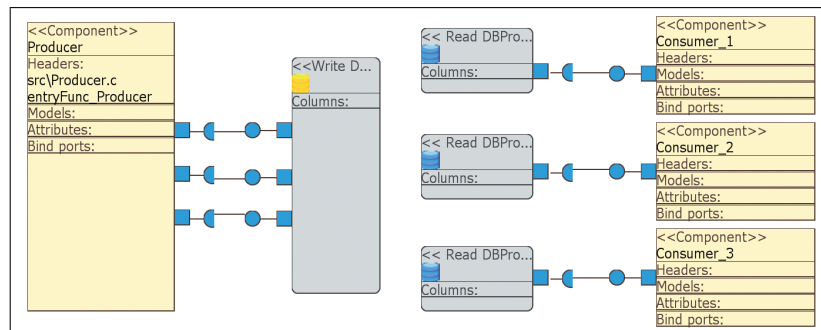 <<Component>>
Producer
Headers:
src\Producer.c
entryFunc_Producer
Models:
Attributes:
Bind ports:
<<Write D...
Columns:
<< Read DBPro...
Columns:
<< Read DBPro...
Columns:
<< Read DBPro...
Columns:
<<Component>>
Consumer_1
Headers:
Models:
Attributes:
Bind ports:
<<Component>>
Consumer_2
Headers:
Models:
Attributes:
Bind ports:
<<Component>>
Consumer_3
Headers:
Models:
Attributes:
Bind ports: